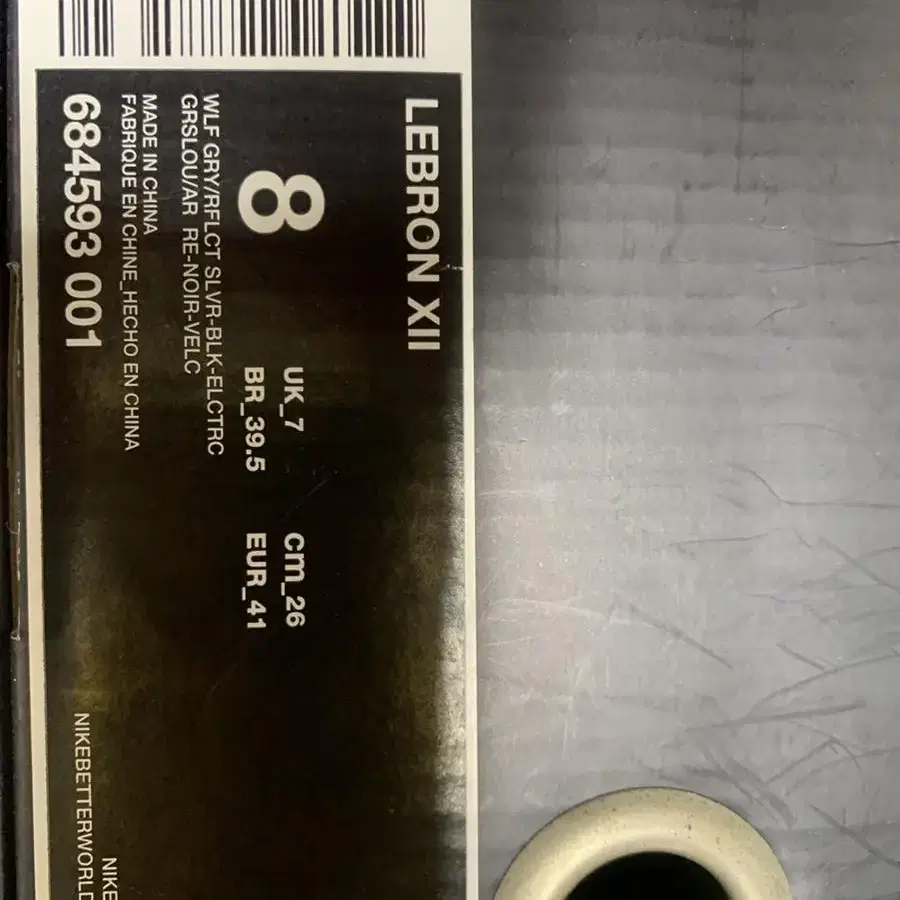 LEBRON XII
8
UK_7 cm_26
BR_39.5 EUR_41
WLF GRY/RFLCT SLVR-BLK-ELCTRC
GRSLOU/AR RE-NOIR-VELC
MADE IN CHINA
FABRIQUE EN CHINE_HECHO EN CHINA
684593 001
NIKE
NIKEBETTERWORLD